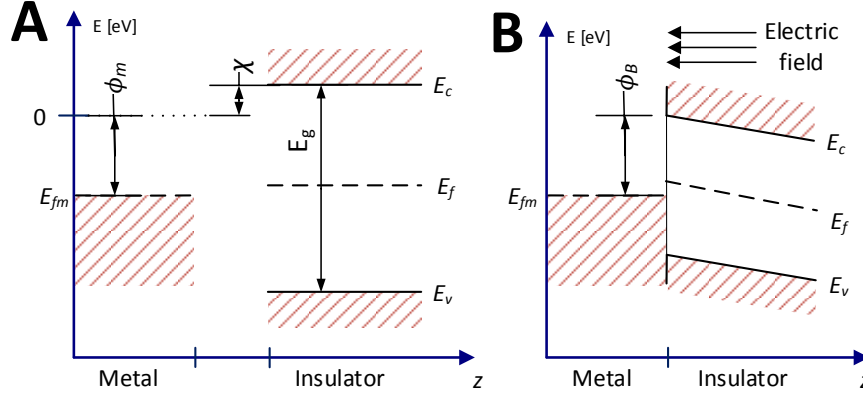 A
E [eV]
ϕm
χ
0
Ec
Eg
Ef
Efm
Ev
Metal
Insulator
z
B
E [eV]
Electric
field
ϕB
Ec
Efm
Ef
Ev
Metal
Insulator
z